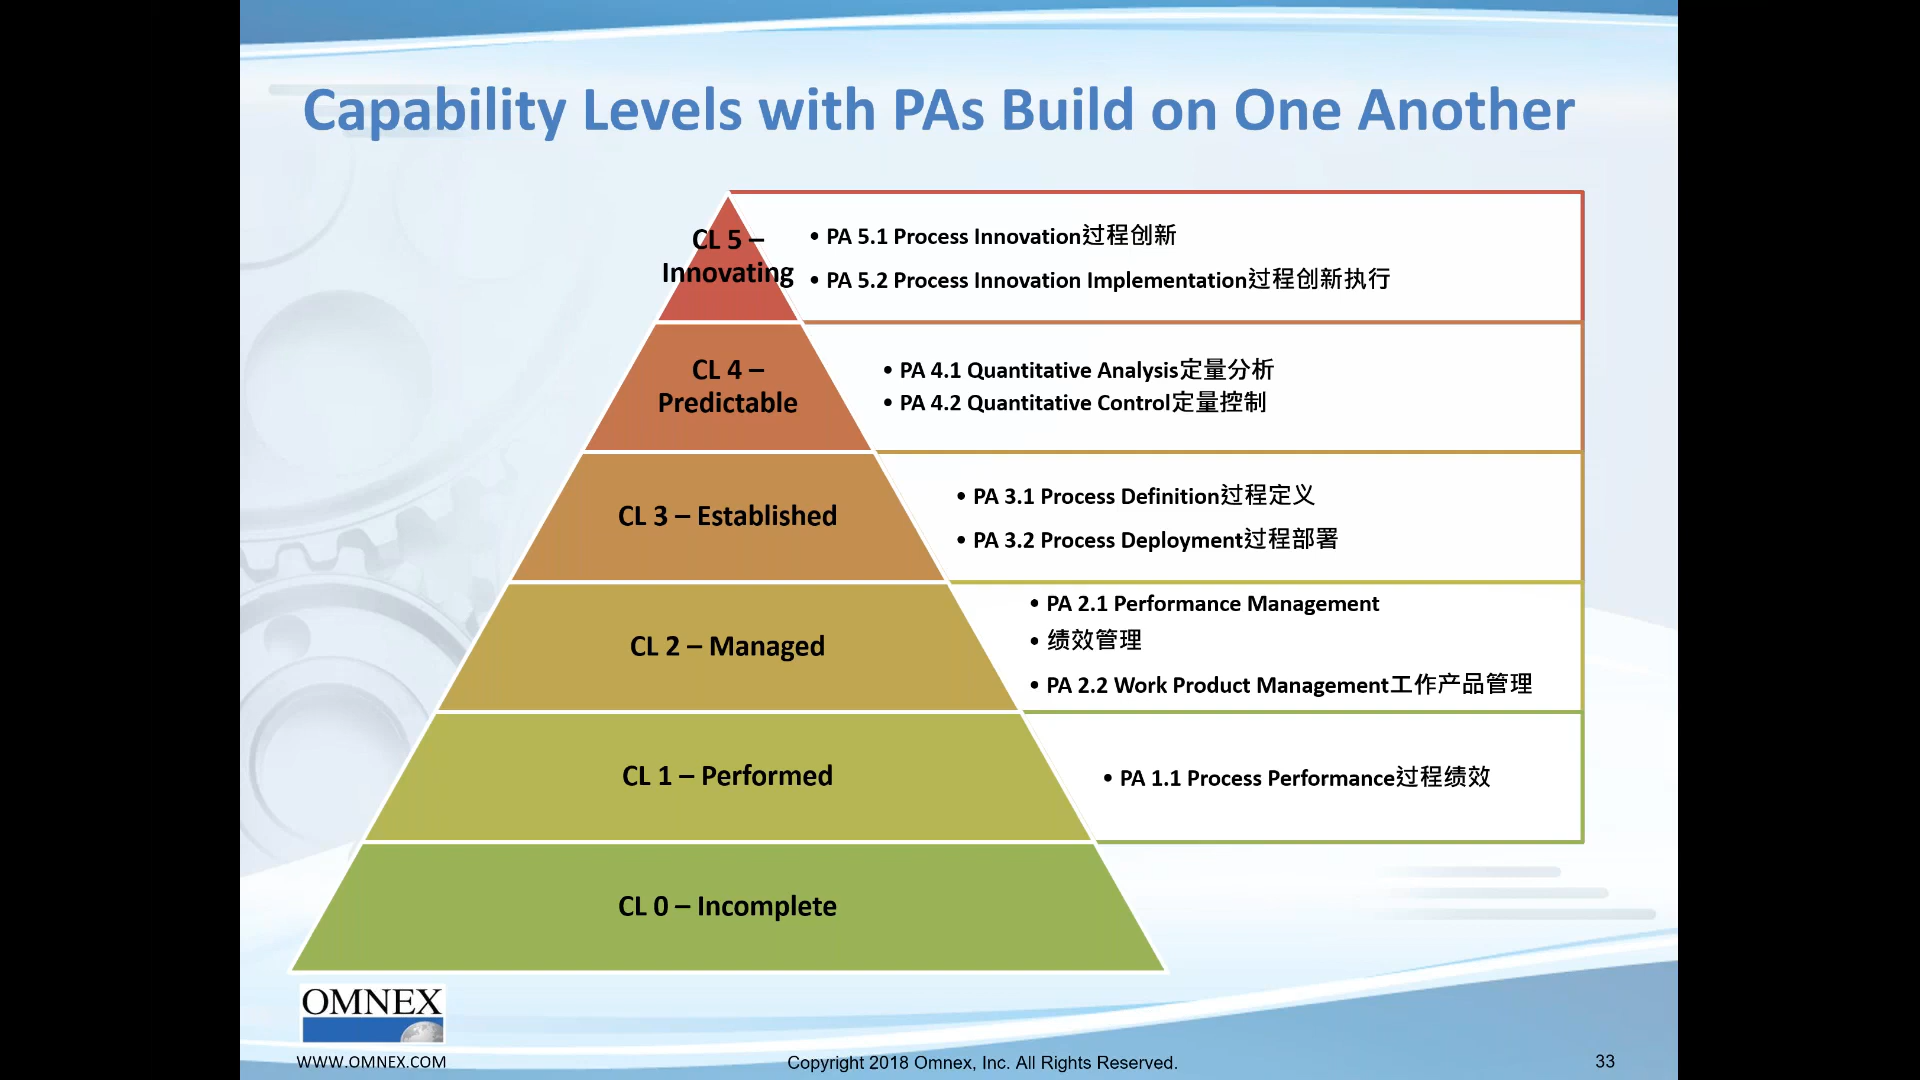 Capability Levels with PAs Build on One Another
CL 5 –
Innovating
• PA 5.1 Process Innovation过程创新
• PA 5.2 Process Innovation Implementation过程创新执行
CL 4 –
Predictable
• PA 4.1 Quantitative Analysis定量分析
• PA 4.2 Quantitative Control定量控制
CL 3 – Established
• PA 3.1 Process Definition过程定义
• PA 3.2 Process Deployment过程部署
CL 2 – Managed
• PA 2.1 Performance Management
• 绩效管理
• PA 2.2 Work Product Management工作产品管理
CL 1 – Performed
• PA 1.1 Process Performance过程绩效
CL 0 – Incomplete
OMNEX
WWW.OMNEX.COM
Copyright 2018 Omnex, Inc. All Rights Reserved.
33